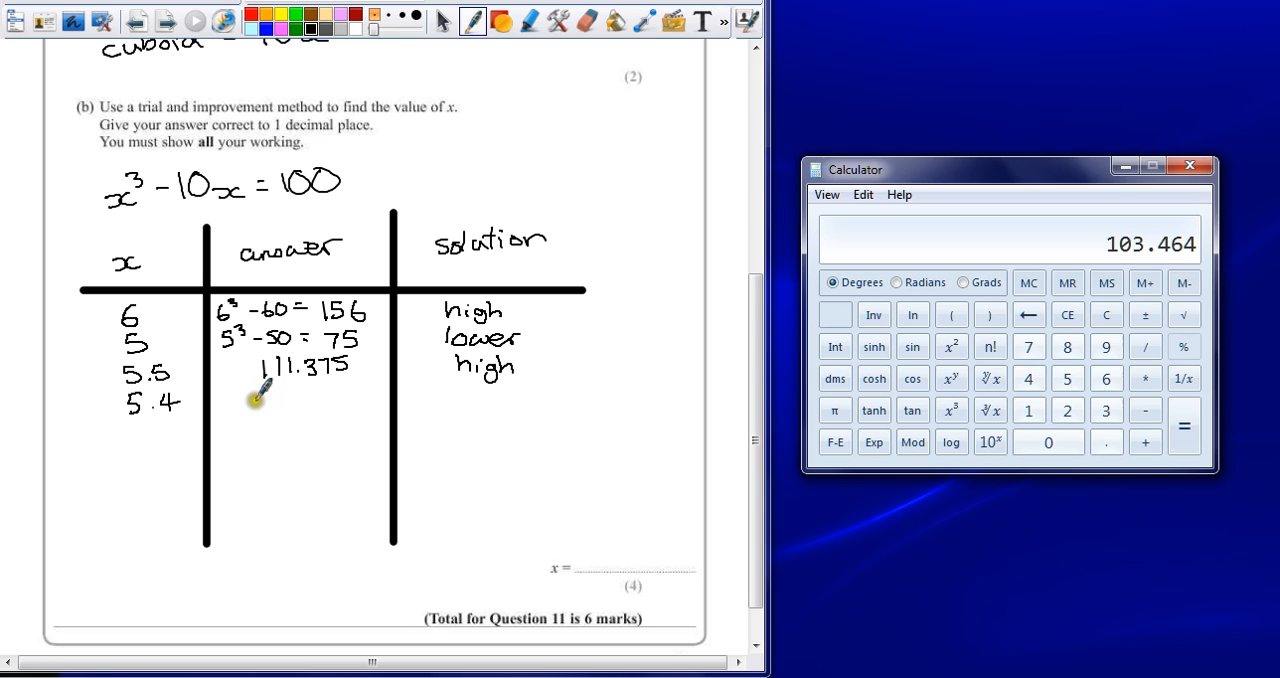 cuboid
(2)
(b) Use a trial and improvement method to find the value of x.
Give your answer correct to 1 decimal place.
You must show all your working.
x³ - 10x = 100
x answer solution
6 6³ - 60 = 156 high
5 5³ - 50 = 75 lower
5.5 111.375 high
5.4
x =
(4)
(Total for Question 11 is 6 marks)
T »
Calculator
View Edit Help
103.464
Degrees Radians Grads MC MR MS M+ M-
Inv ln ( ) ← CE C ± √
Int sinh sin x² n! 7 8 9 / %
dms cosh cos xʸ ʸ√x 4 5 6 * 1/x
π tanh tan x³ ³√x 1 2 3 - =
F-E Exp Mod log 10ˣ 0 . +